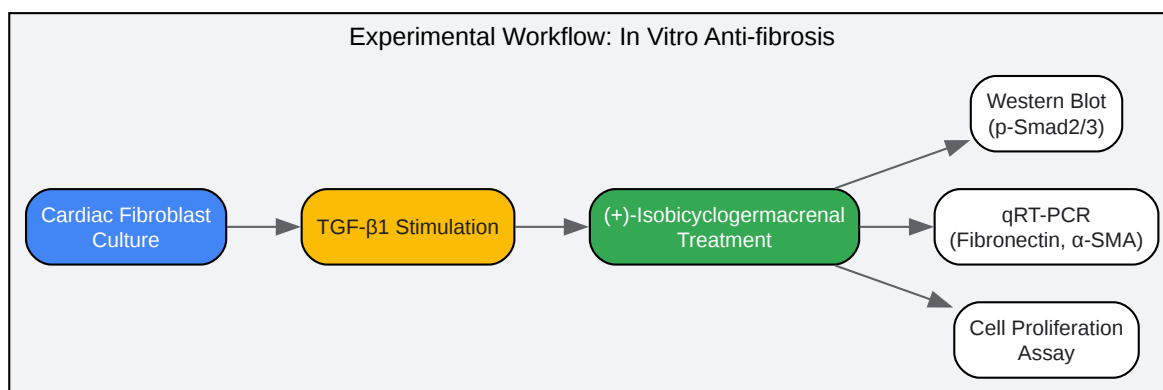 Experimental Workflow: In Vitro Anti-fibrosis
Cardiac Fibroblast
Culture
TGF-β1 Stimulation
(+)-Isobicyclogermacrenal
Treatment
Western Blot
(p-Smad2/3)
qRT-PCR
(Fibronectin, α-SMA)
Cell Proliferation
Assay